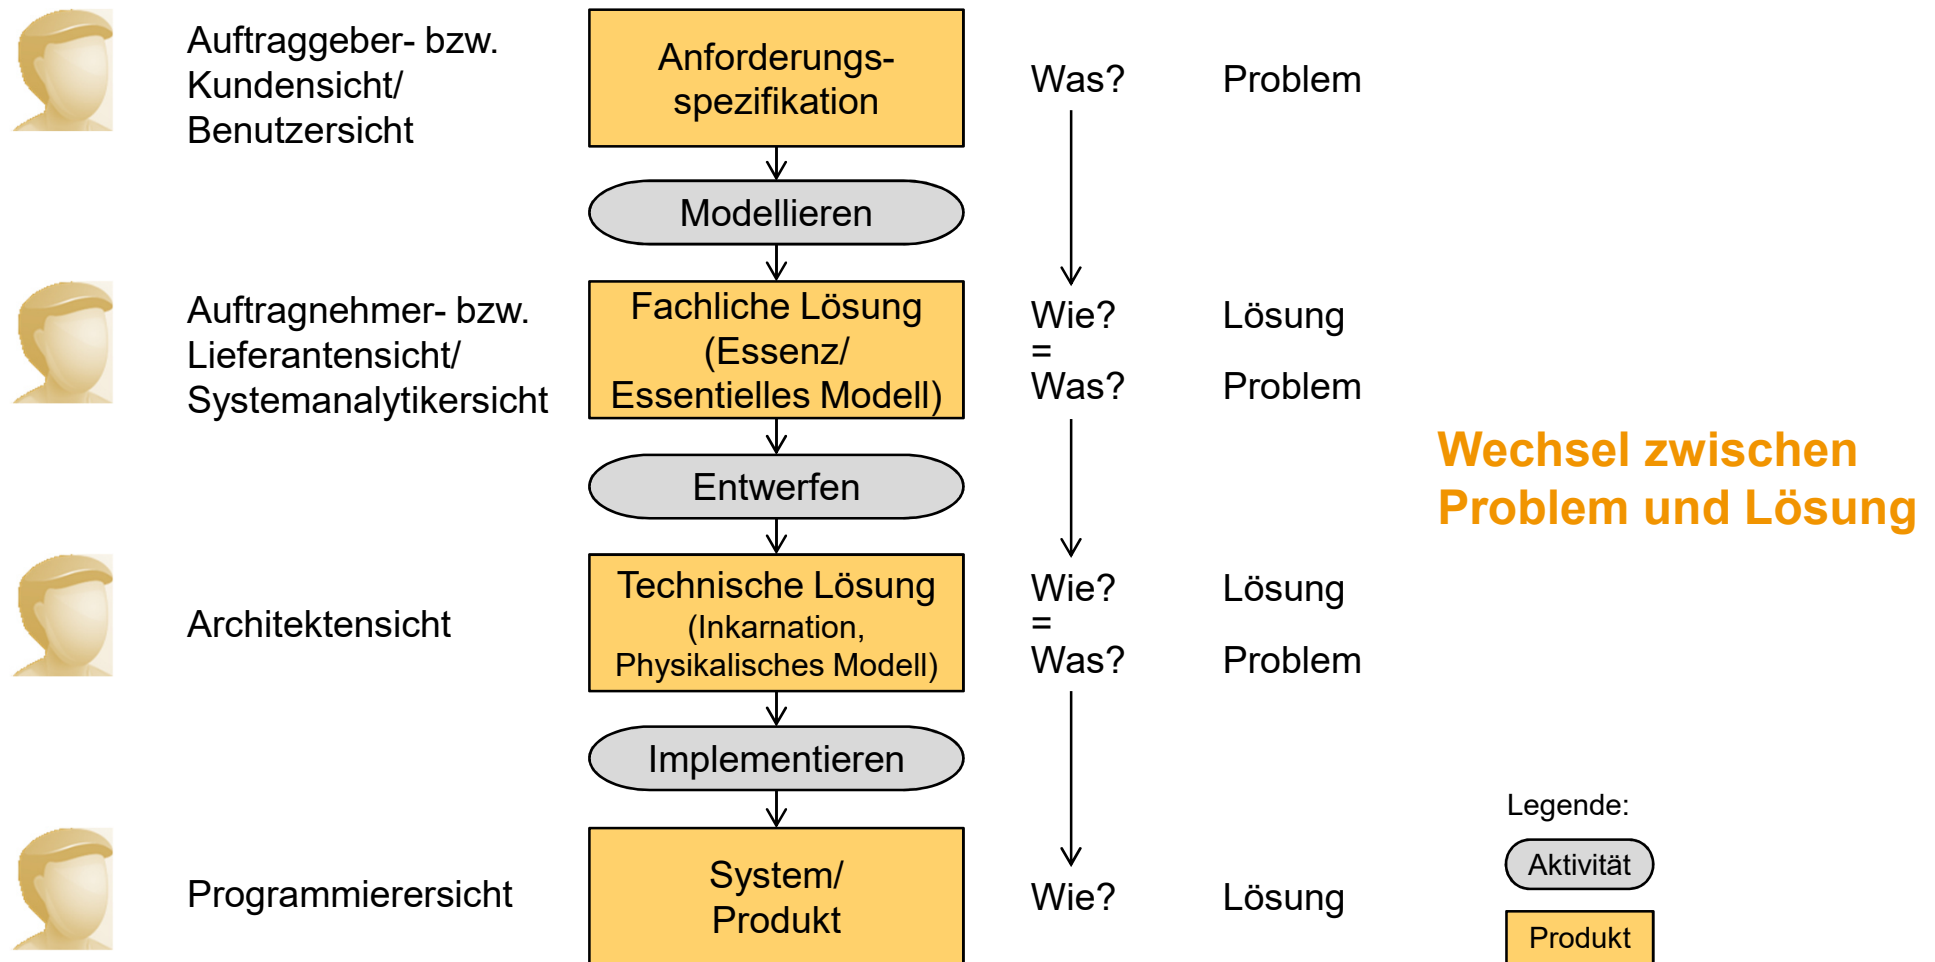 Auftraggeber- bzw.
Kundensicht/
Benutzersicht
Anforderungs-
spezifikation
Was?
Problem
Modellieren
Auftragnehmer- bzw.
Lieferantensicht/
Systemanalytikersicht
Fachliche Lösung
(Essenz/
Essentielles Modell)
Wie?
Lösung
=
Was?
Problem
Wechsel zwischen
Problem und Lösung
Entwerfen
Architektensicht
Technische Lösung
(Inkarnation,
Physikalisches Modell)
Wie?
Lösung
=
Was?
Problem
Implementieren
Programmierersicht
System/
Produkt
Wie?
Lösung
Legende:
Aktivität
Produkt